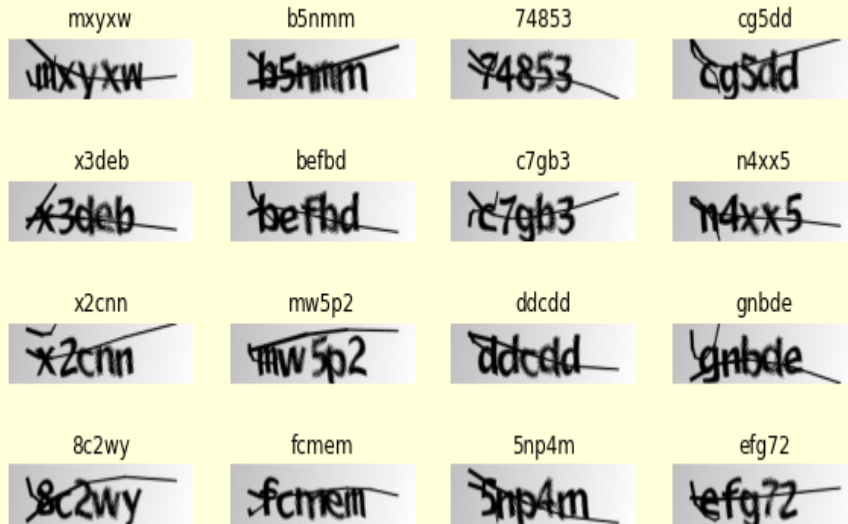 mxyxw b5nmm 74853 cg5dd
mxyxw b5nmm 74853 cg5dd
x3deb befbd c7gb3 n4xx5
x3deb befbd c7gb3 n4xx5
x2cnn mw5p2 ddcdd gnbde
x2cnn mw5p2 ddcdd gnbde
8c2wy fcmem 5np4m efg72
8c2wy fcmem 5np4m efg72